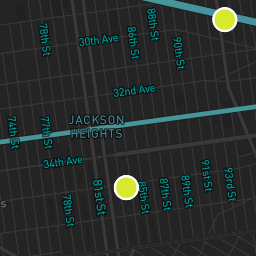 78th St
30th Ave
86th St
88th St
90th St
32nd Ave
74th St
77th St
JACKSON
HEIGHTS
34th Ave
78th St
81st St
85th St
87th St
89th St
91st St
93rd St
s